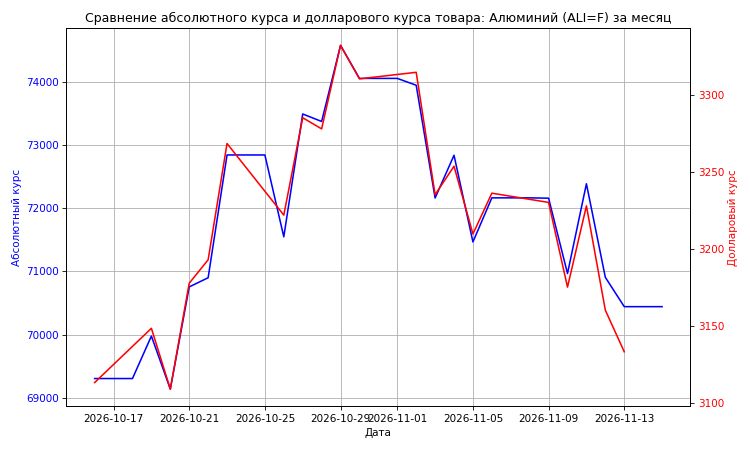 Сравнение абсолютного курса и долларового курса товара: Алюминий (ALI=F) за месяц
Абсолютный курс
74000
73000
72000
71000
70000
69000
3300
3250
3200
3150
3100
Долларовый курс
2026-10-17 2026-10-21 2026-10-25 2026-10-29 2026-11-01 2026-11-05 2026-11-09 2026-11-13
Дата